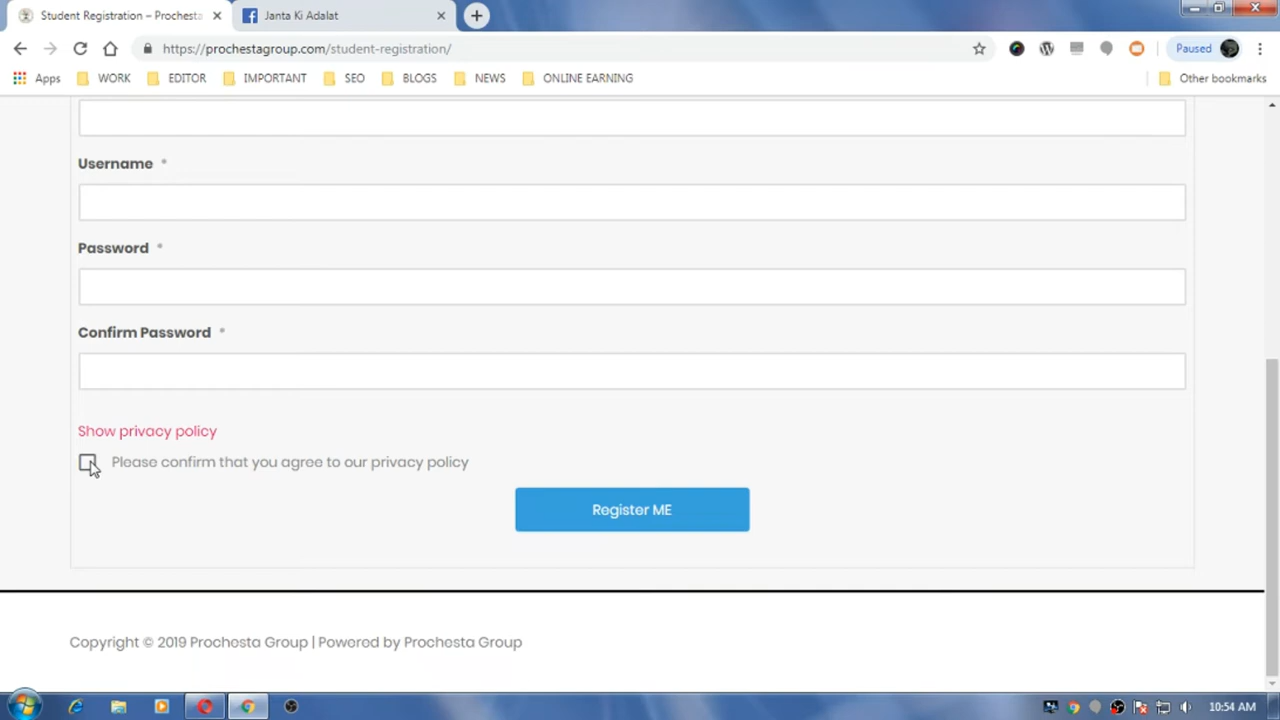 Student Registration – Prochesta
Janta Ki Adalat
https://prochestagroup.com/student-registration/
Paused
Apps
WORK
EDITOR
IMPORTANT
SEO
BLOGS
NEWS
ONLINE EARNING
Other bookmarks
Username *
Password *
Confirm Password *
Show privacy policy
Please confirm that you agree to our privacy policy
Register ME
Copyright © 2019 Prochesta Group | Powered by Prochesta Group
10:54 AM